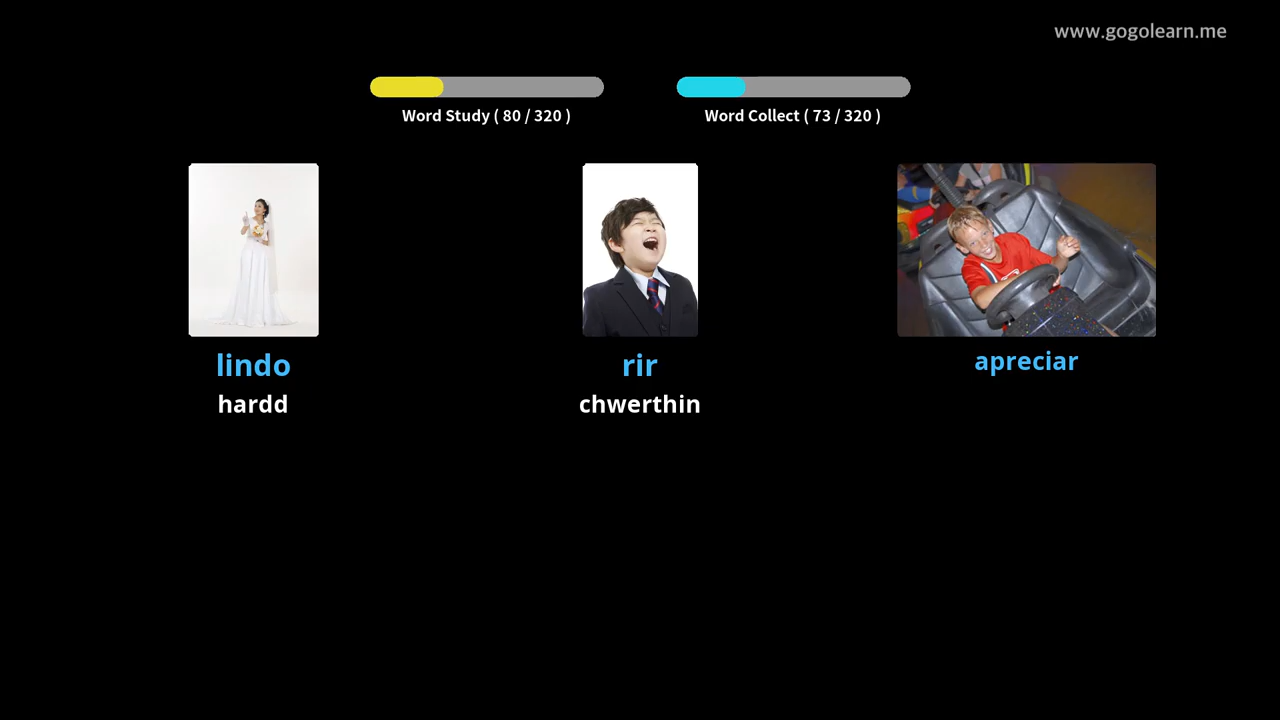 www.gogolearn.me
Word Study ( 80 / 320 )
Word Collect ( 73 / 320 )
lindo
hardd
rir
chwerthin
apreciar